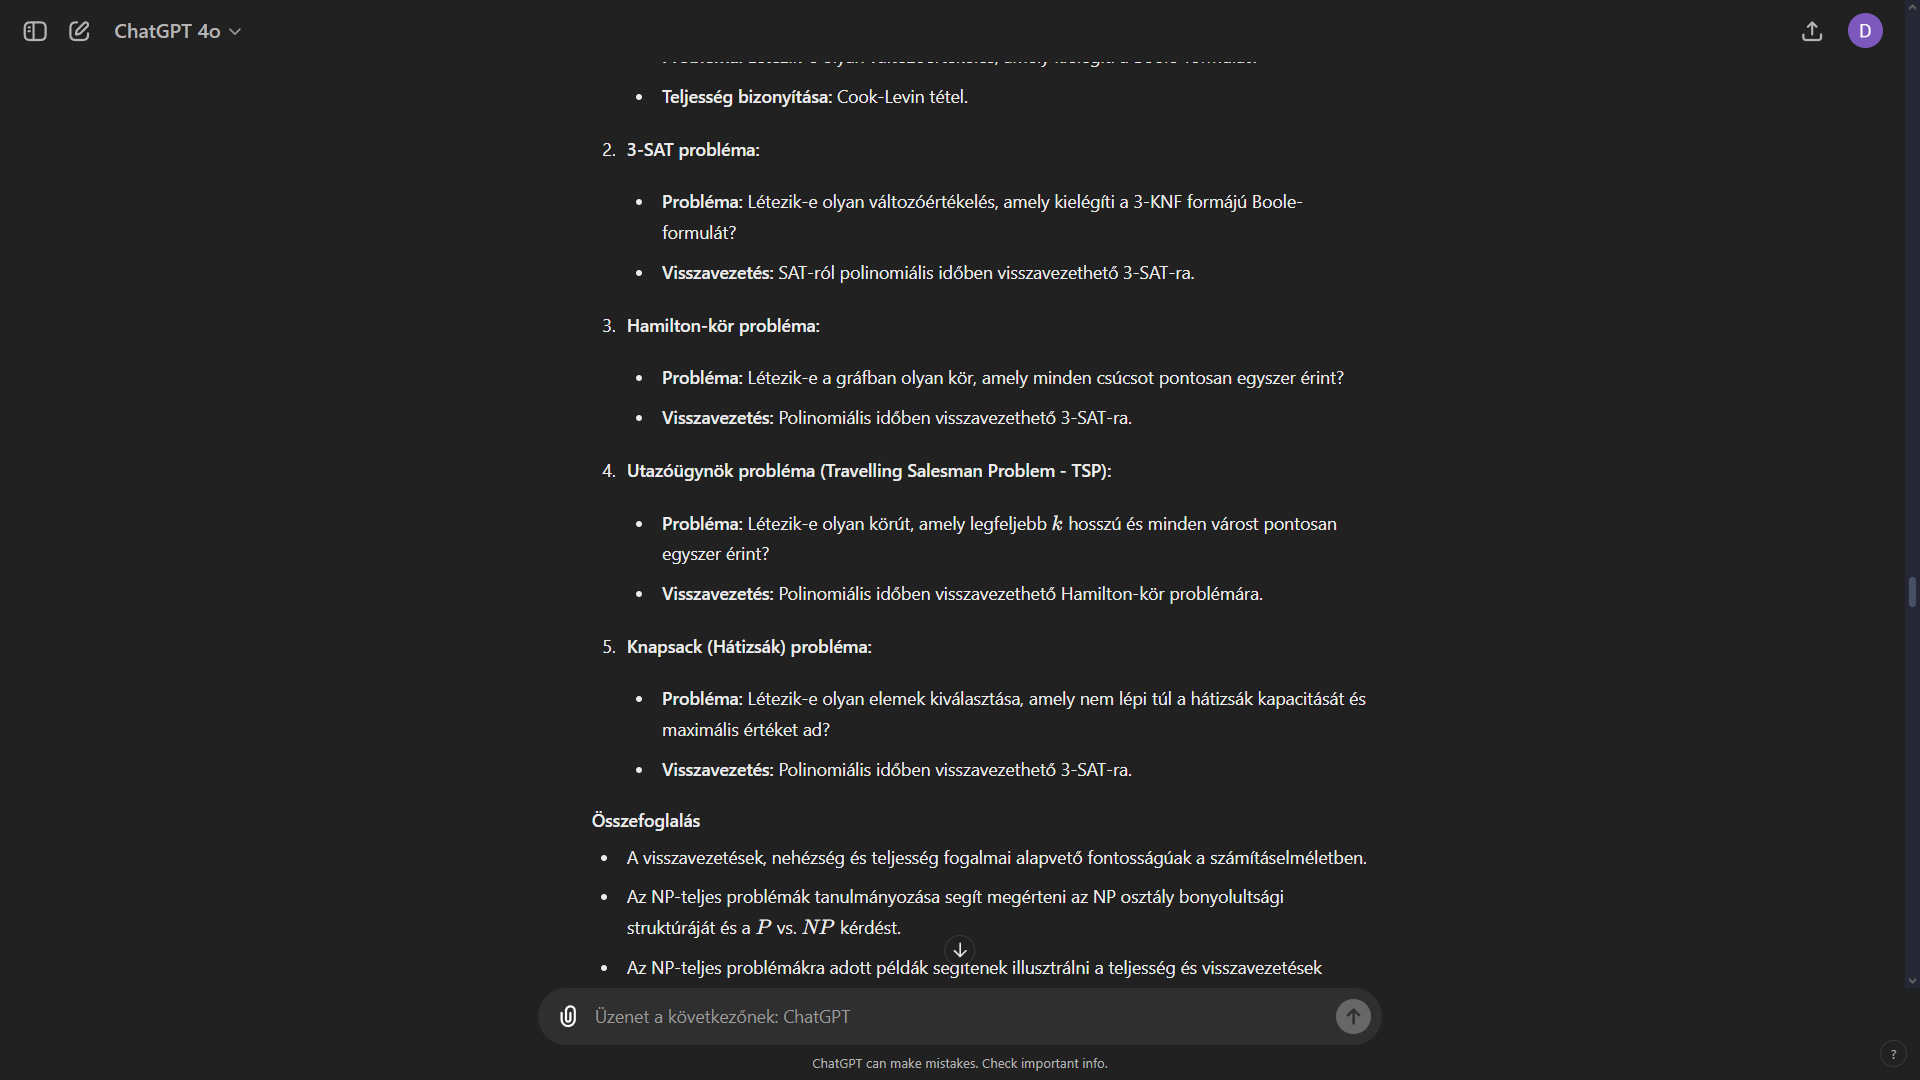 ChatGPT 4o
D
Teljesség bizonyítása: Cook-Levin tétel.
2. 3-SAT probléma:
Probléma: Létezik-e olyan változóértékelés, amely kielégíti a 3-KNF formájú Boole-
formulát?
Visszavezetés: SAT-ról polinomiális időben visszavezethető 3-SAT-ra.
3. Hamilton-kör probléma:
Probléma: Létezik-e a gráfban olyan kör, amely minden csúcsot pontosan egyszer érint?
Visszavezetés: Polinomiális időben visszavezethető 3-SAT-ra.
4. Utazóügynök probléma (Travelling Salesman Problem - TSP):
Probléma: Létezik-e olyan körút, amely legfeljebb k hosszú és minden várost pontosan
egyszer érint?
Visszavezetés: Polinomiális időben visszavezethető Hamilton-kör problémára.
5. Knapsack (Hátizsák) probléma:
Probléma: Létezik-e olyan elemek kiválasztása, amely nem lépi túl a hátizsák kapacitását és
maximális értéket ad?
Visszavezetés: Polinomiális időben visszavezethető 3-SAT-ra.
Összefoglalás
A visszavezetések, nehézség és teljesség fogalmai alapvető fontosságúak a számításelméletben.
Az NP-teljes problémák tanulmányozása segít megérteni az NP osztály bonyolultsági
struktúráját és a P vs. NP kérdést.
Az NP-teljes problémákra adott példák segítenek illusztrálni a teljesség és visszavezetések
Üzenet a következőnek: ChatGPT
ChatGPT can make mistakes. Check important info.
?